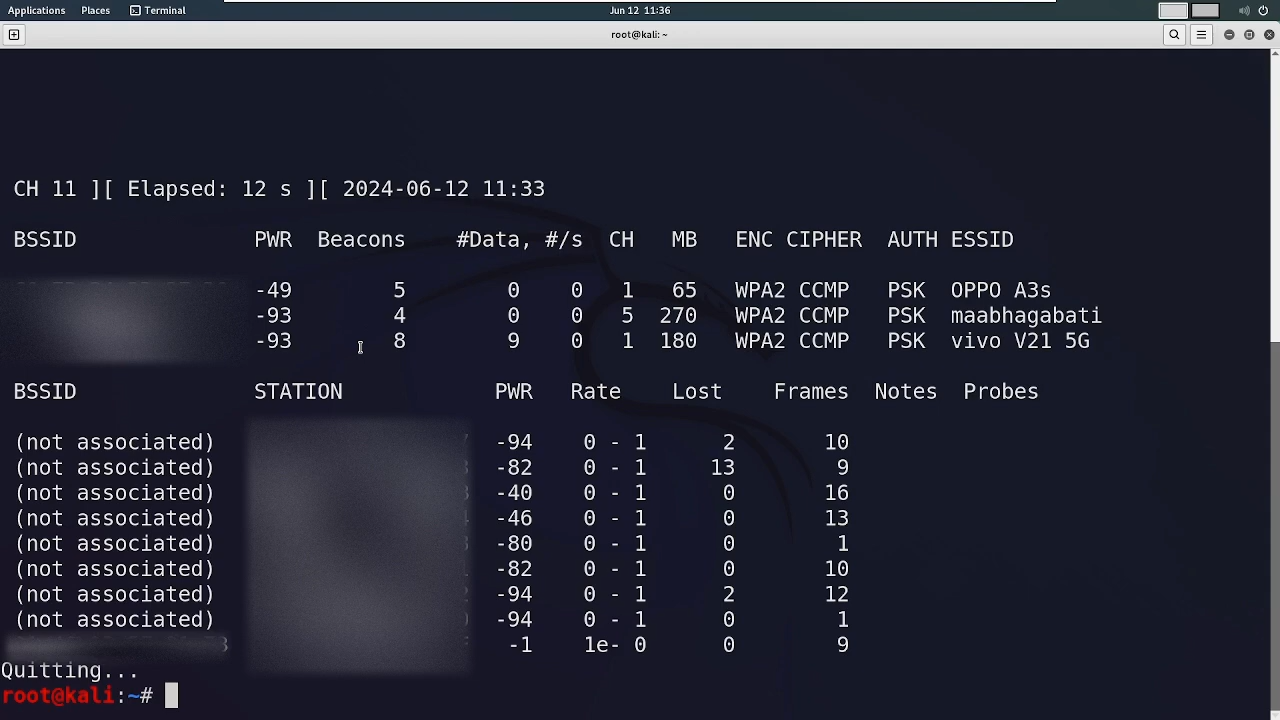 Applications Places Terminal Jun 12 11:36
root@kali: ~
CH 11 ][ Elapsed: 12 s ][ 2024-06-12 11:33
BSSID PWR Beacons #Data, #/s CH MB ENC CIPHER AUTH ESSID
-49 5 0 0 1 65 WPA2 CCMP PSK OPPO A3s
-93 4 0 0 5 270 WPA2 CCMP PSK maabhagabati
-93 8 9 0 1 180 WPA2 CCMP PSK vivo V21 5G
BSSID STATION PWR Rate Lost Frames Notes Probes
(not associated) -94 0 - 1 2 10
(not associated) -82 0 - 1 13 9
(not associated) -40 0 - 1 0 16
(not associated) -46 0 - 1 0 13
(not associated) -80 0 - 1 0 1
(not associated) -82 0 - 1 0 10
(not associated) -94 0 - 1 2 12
(not associated) -94 0 - 1 0 1
-1 1e- 0 0 9
Quitting...
root@kali:~#